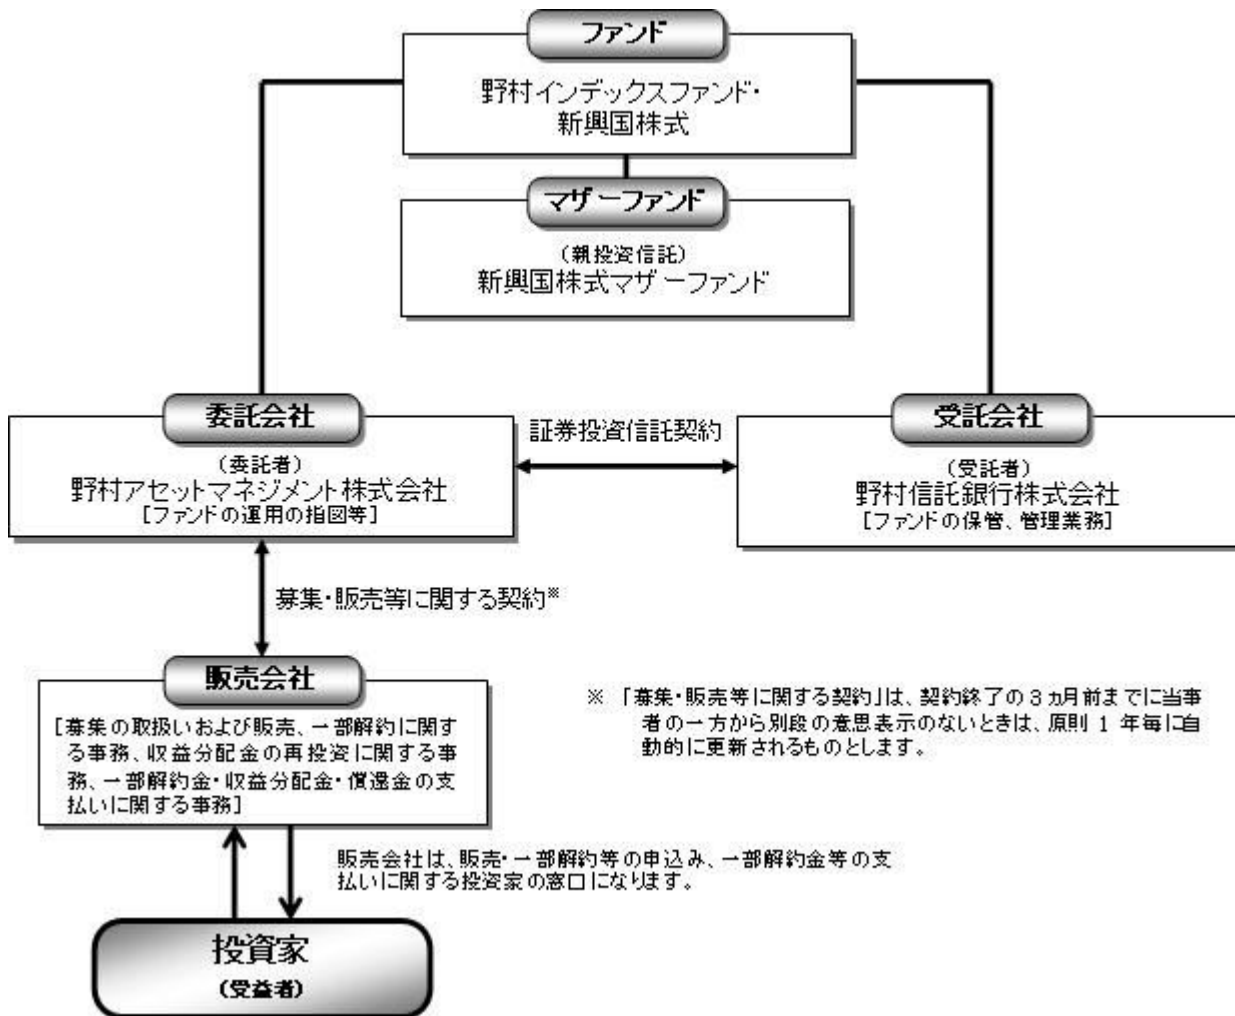 ファンド
野村インデックスファンド・
新興国株式
マザーファンド
(親投資信託)
新興国株式マザーファンド
委託会社
(委託者)
野村アセットマネジメント株式会社
[ファンドの運用の指図等]
証券投資信託契約
受託会社
(受託者)
野村信託銀行株式会社
[ファンドの保管、管理業務]
募集・販売等に関する契約※
販売会社
[募集の取扱いおよび販売、一部解約に関す
る事務、収益分配金の再投資に関する事
務、一部解約金・収益分配金・償還金の支
払いに関する事務]
※ 「募集・販売等に関する契約」は、契約終了の3ヵ月前までに当事
者の一方から別段の意思表示のないときは、原則1年毎に自
動的に更新されるものとします。
販売会社は、販売・一部解約等の申込み、一部解約金等の支
払いに関する投資家の窓口になります。
投資家
(受益者)